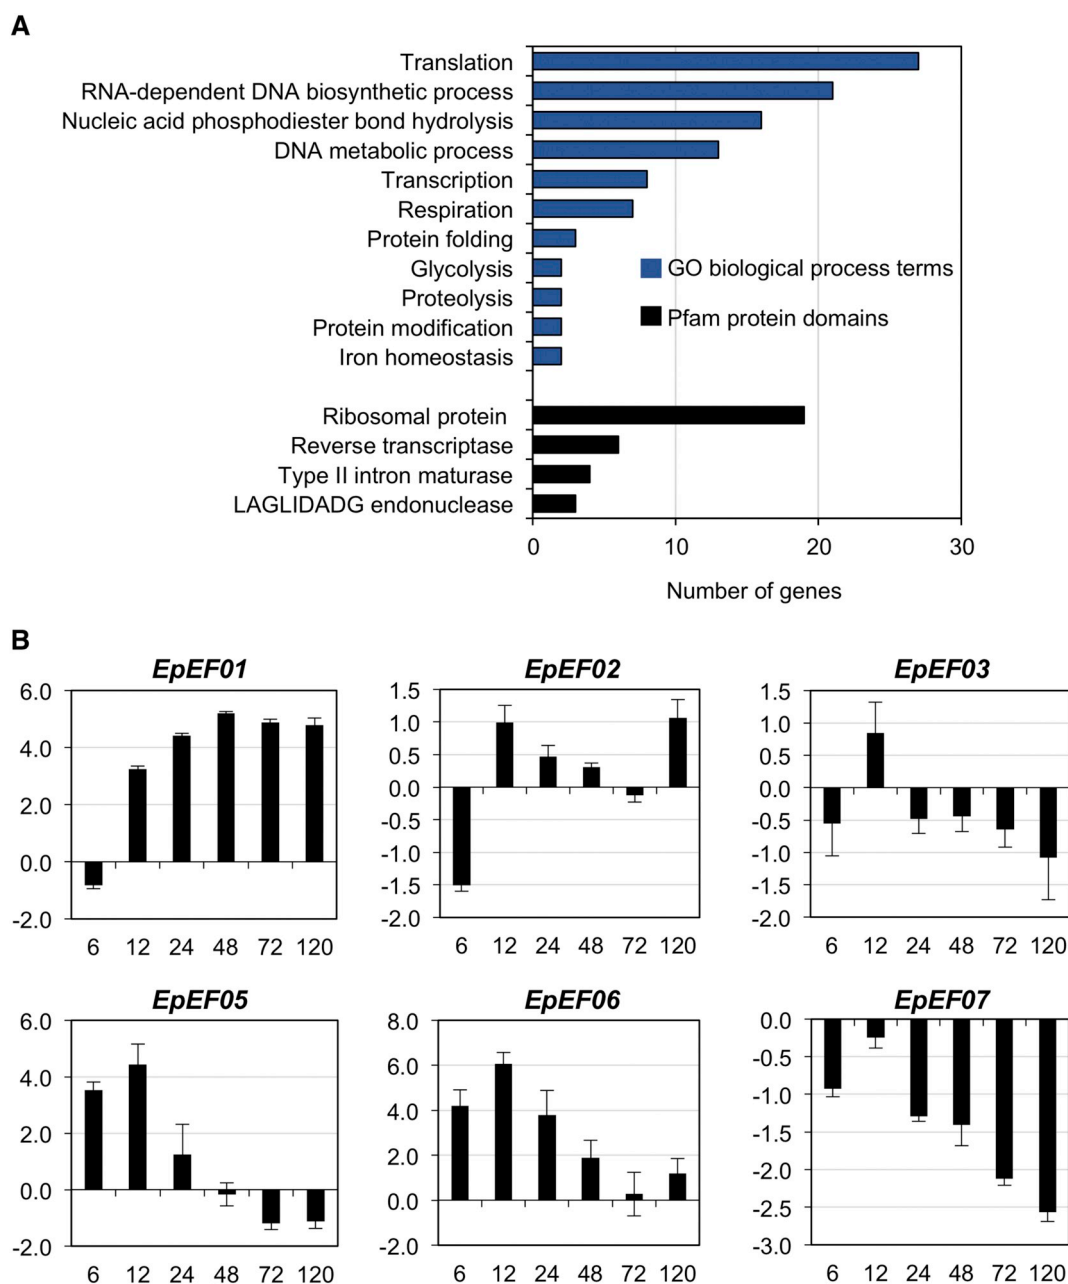 A
Translation
RNA-dependent DNA biosynthetic process
Nucleic acid phosphodiester bond hydrolysis
DNA metabolic process
Transcription
Respiration
Protein folding
Glycolysis
Proteolysis
Protein modification
Iron homeostasis
GO biological process terms
Pfam protein domains
Ribosomal protein
Reverse transcriptase
Type II intron maturase
LAGLIDADG endonuclease
0 10 20 30
Number of genes
B
EpEF01
6.0
4.0
2.0
0.0
-2.0
6 12 24 48 72 120
EpEF02
1.5
1.0
0.5
0.0
-0.5
-1.0
-1.5
-2.0
6 12 24 48 72 120
EpEF03
1.5
1.0
0.5
0.0
-0.5
-1.0
-1.5
-2.0
6 12 24 48 72 120
EpEF05
6.0
4.0
2.0
0.0
-2.0
6 12 24 48 72 120
EpEF06
8.0
6.0
4.0
2.0
0.0
-2.0
6 12 24 48 72 120
EpEF07
0.0
-0.5
-1.0
-1.5
-2.0
-2.5
-3.0
6 12 24 48 72 120